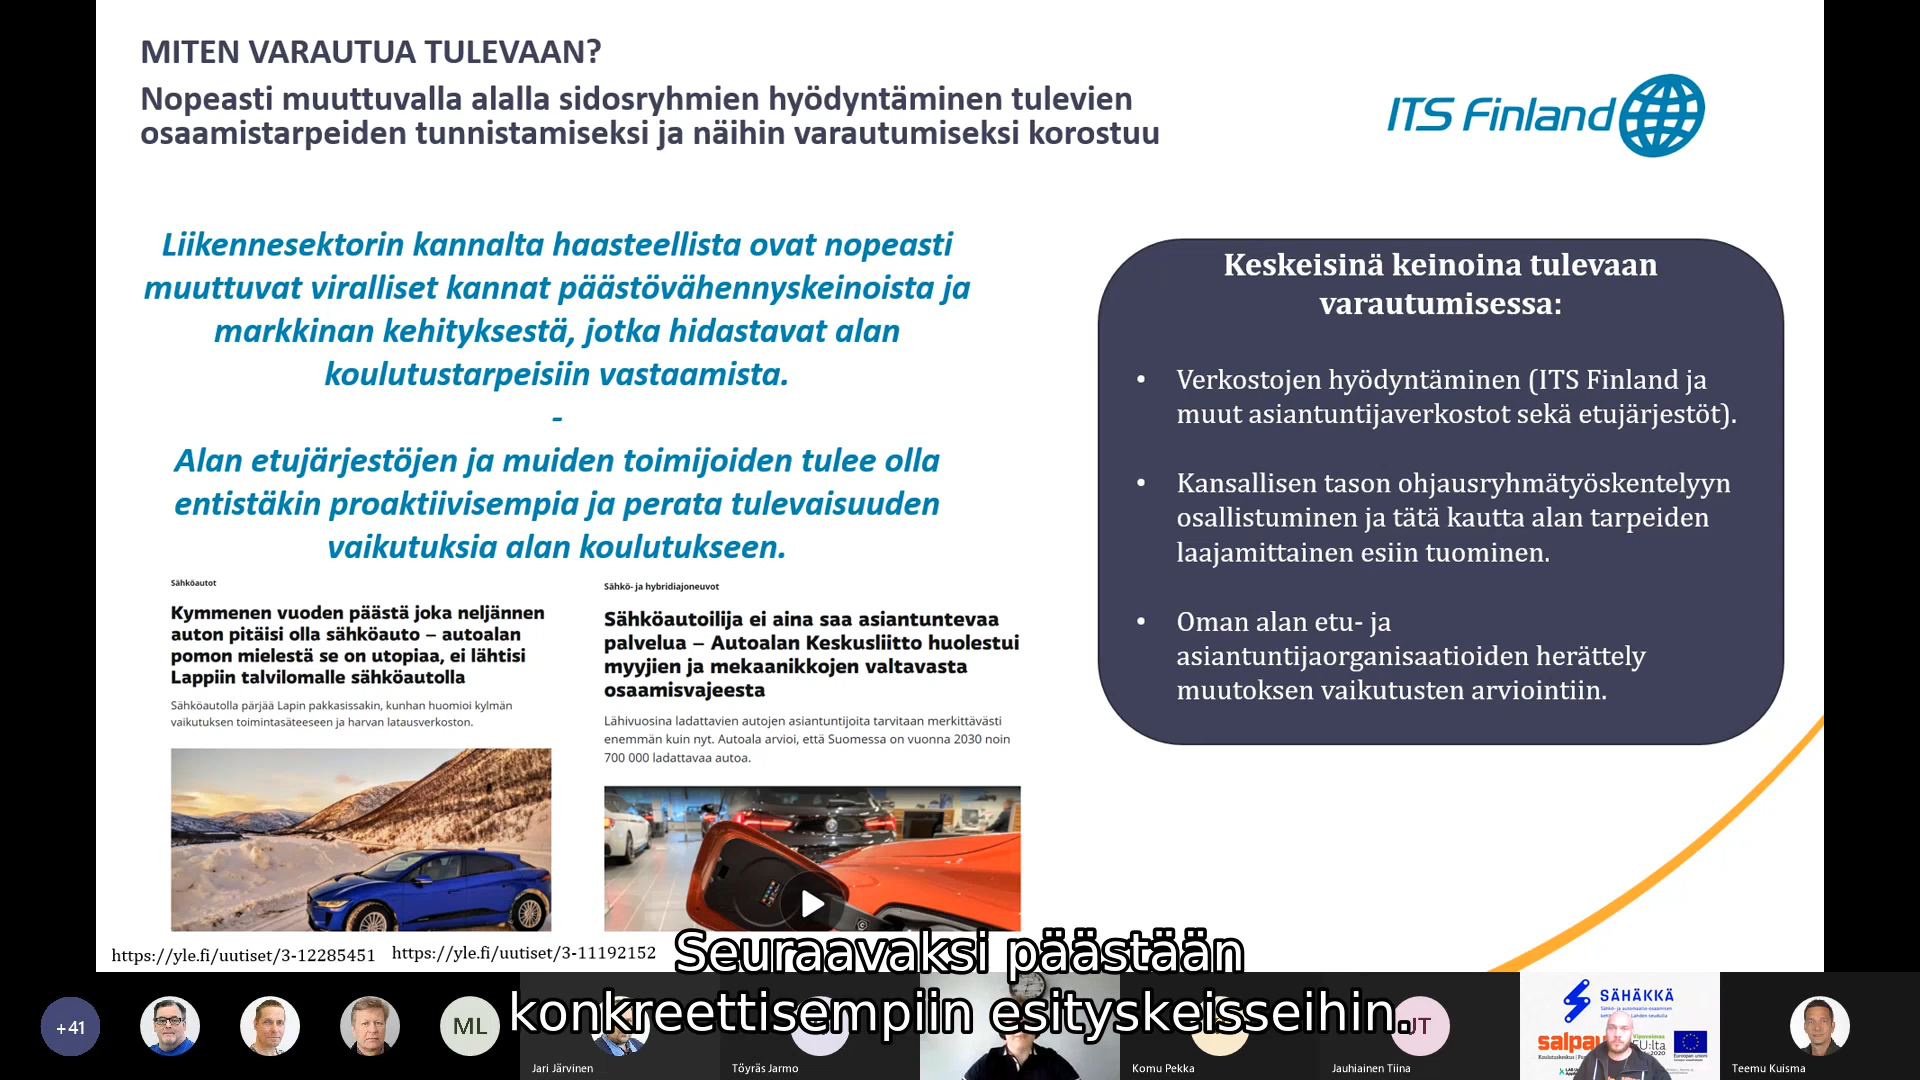 MITEN VARAUTUA TULEVAAN?
Nopeasti muuttuvalla alalla sidosryhmien hyödyntäminen tulevien
osaamistarpeiden tunnistamiseksi ja näihin varautumiseksi korostuu
ITS Finland
Liikennesektorin kannalta haasteellista ovat nopeasti
muuttuvat viralliset kannat päästövähennyskeinoista ja
markkinan kehityksestä, jotka hidastavat alan
koulutustarpeisiin vastaamista.
-
Alan etujärjestöjen ja muiden toimijoiden tulee olla
entistäkin proaktiivisempia ja perata tulevaisuuden
vaikutuksia alan koulutukseen.
Sähköautot
Kymmenen vuoden päästä joka neljännen
auton pitäisi olla sähköauto – autoalan
pomon mielestä se on utopiaa, ei lähtisi
Lappiin talvilomalle sähköautolla
Sähköautolla pärjää Lapin pakkasissakin, kunhan huomioi kylmän
vaikutuksen toimintasäteeseen ja harvan latausverkoston.
Sähkö- ja hybridiajoneuvot
Sähköautoilija ei aina saa asiantuntevaa
palvelua – Autoalan Keskusliitto huolestui
myyjien ja mekaanikkojen valtavasta
osaamisvajeesta
Lähivuosina ladattavien autojen asiantuntijoita tarvitaan merkittävästi
enemmän kuin nyt. Autoala arvioi, että Suomessa on vuonna 2030 noin
700 000 ladattavaa autoa.
https://yle.fi/uutiset/3-12285451
https://yle.fi/uutiset/3-11192152
Keskeisinä keinoina tulevaan
varautumisessa:
• Verkostojen hyödyntäminen (ITS Finland ja
muut asiantuntijaverkostot sekä etujärjestöt).
• Kansallisen tason ohjausryhmätyöskentelyyn
osallistuminen ja tätä kautta alan tarpeiden
laajamittainen esiin tuominen.
• Oman alan etu- ja
asiantuntijaorganisaatioiden herättely
muutoksen vaikutusten arviointiin.
Seuraavaksi päästään
konkreettisempiin esityskeisseihin.
+41
ML
Jari Järvinen
Töyräs Jarmo
Komu Pekka
JT
Jauhiainen Tiina
SÄHÄKKÄ
salpau
EU:lta
Teemu Kuisma